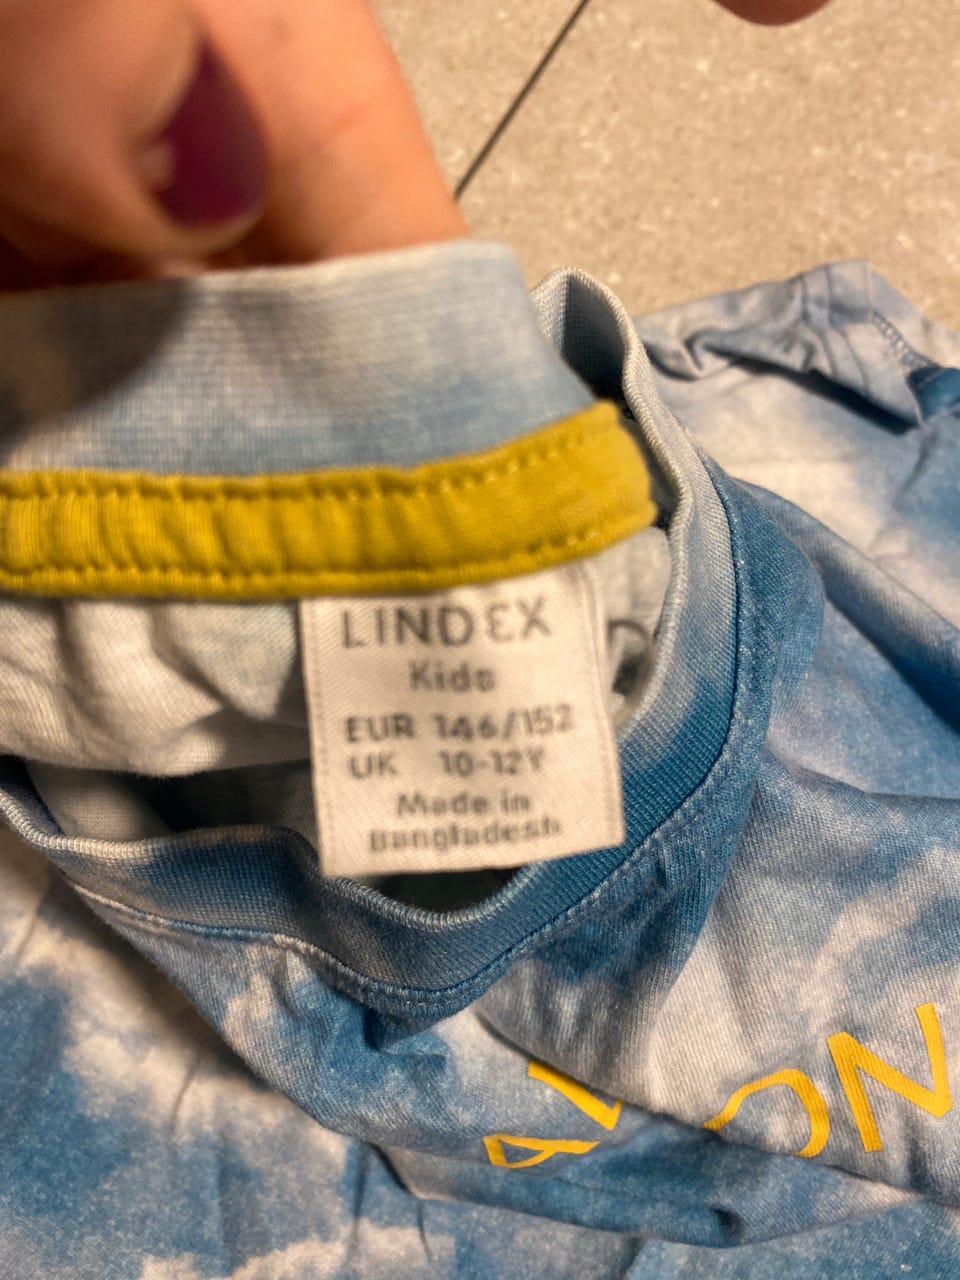 LINDEX
Kids
EUR 146/152
UK 10-12Y
Made in
Bangladesh